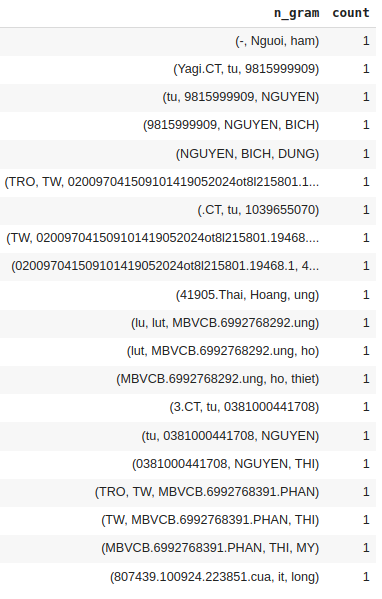 n_gram count
(-, Nguoi, ham) 1
(Yagi.CT, tu, 9815999909) 1
(tu, 9815999909, NGUYEN) 1
(9815999909, NGUYEN, BICH) 1
(NGUYEN, BICH, DUNG) 1
(TRO, TW, 020097041509101419052024ot8l215801.1... 1
(.CT, tu, 1039655070) 1
(TW, 020097041509101419052024ot8l215801.19468.... 1
(020097041509101419052024ot8l215801.19468.1, 4... 1
(41905.Thai, Hoang, ung) 1
(lu, lut, MBVCB.6992768292.ung) 1
(lut, MBVCB.6992768292.ung, ho) 1
(MBVCB.6992768292.ung, ho, thiet) 1
(3.CT, tu, 0381000441708) 1
(tu, 0381000441708, NGUYEN) 1
(0381000441708, NGUYEN, THI) 1
(TRO, TW, MBVCB.6992768391.PHAN) 1
(TW, MBVCB.6992768391.PHAN, THI) 1
(MBVCB.6992768391.PHAN, THI, MY) 1
(807439.100924.223851.cua, it, long) 1